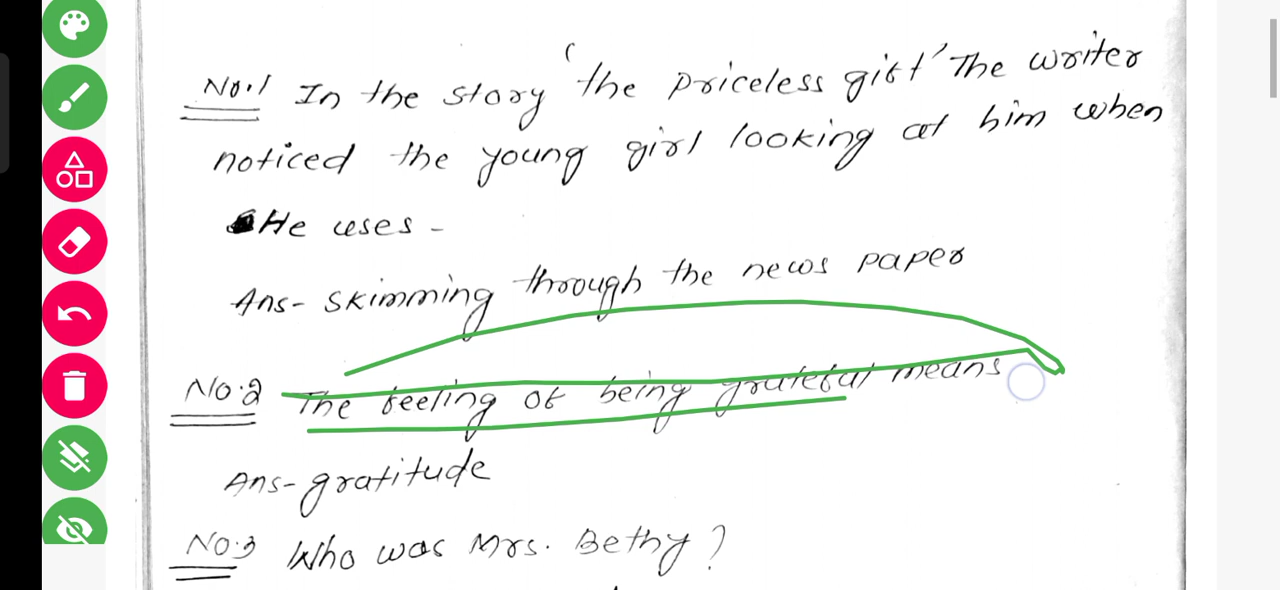 No.1 In the story 'the priceless gift' The writer
noticed the young girl looking at him when
He uses -
Ans- skimming through the news paper
No.2 The feeling of being grateful means
Ans- gratitude
No.3 Who was Mrs. Bethy?